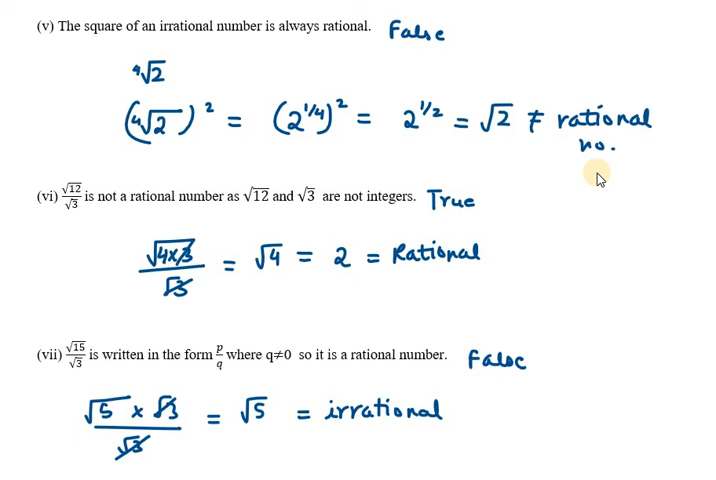 (v) The square of an irrational number is always rational. False
⁴√2
(⁴√2)² = (2^1/4)² = 2^1/2 = √2 ≠ rational
no.
(vi) √12/√3 is not a rational number as √12 and √3 are not integers. True
√4×3/√3 = √4 = 2 = Rational
(vii) √15/√3 is written in the form p/q where q≠0 so it is a rational number. False
√5 × √3/√3 = √5 = irrational